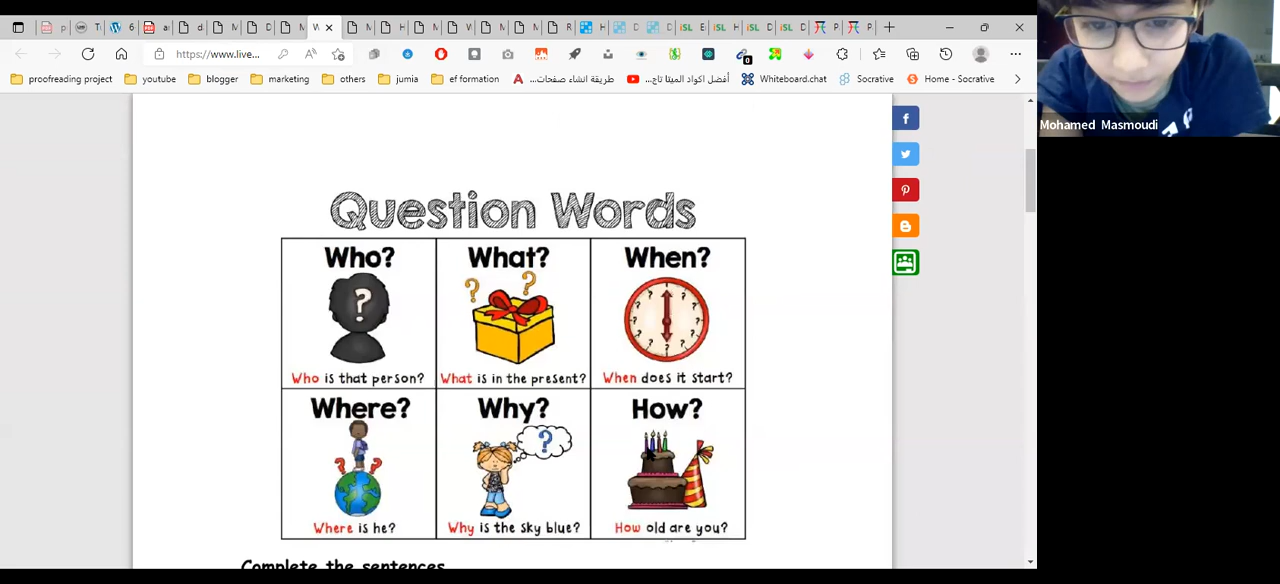 https://www.live...
proofreading project
youtube
blogger
marketing
others
jumia
ef formation
طريقة انشاء صفحات...
أفضل اكواد الميتا تاج...
Whiteboard.chat
Socrative
Home - Socrative
Mohamed Masmoudi
Question Words
Who?
What?
When?
Who is that person?
What is in the present?
When does it start?
Where?
Why?
How?
Where is he?
Why is the sky blue?
How old are you?
Complete the sentences